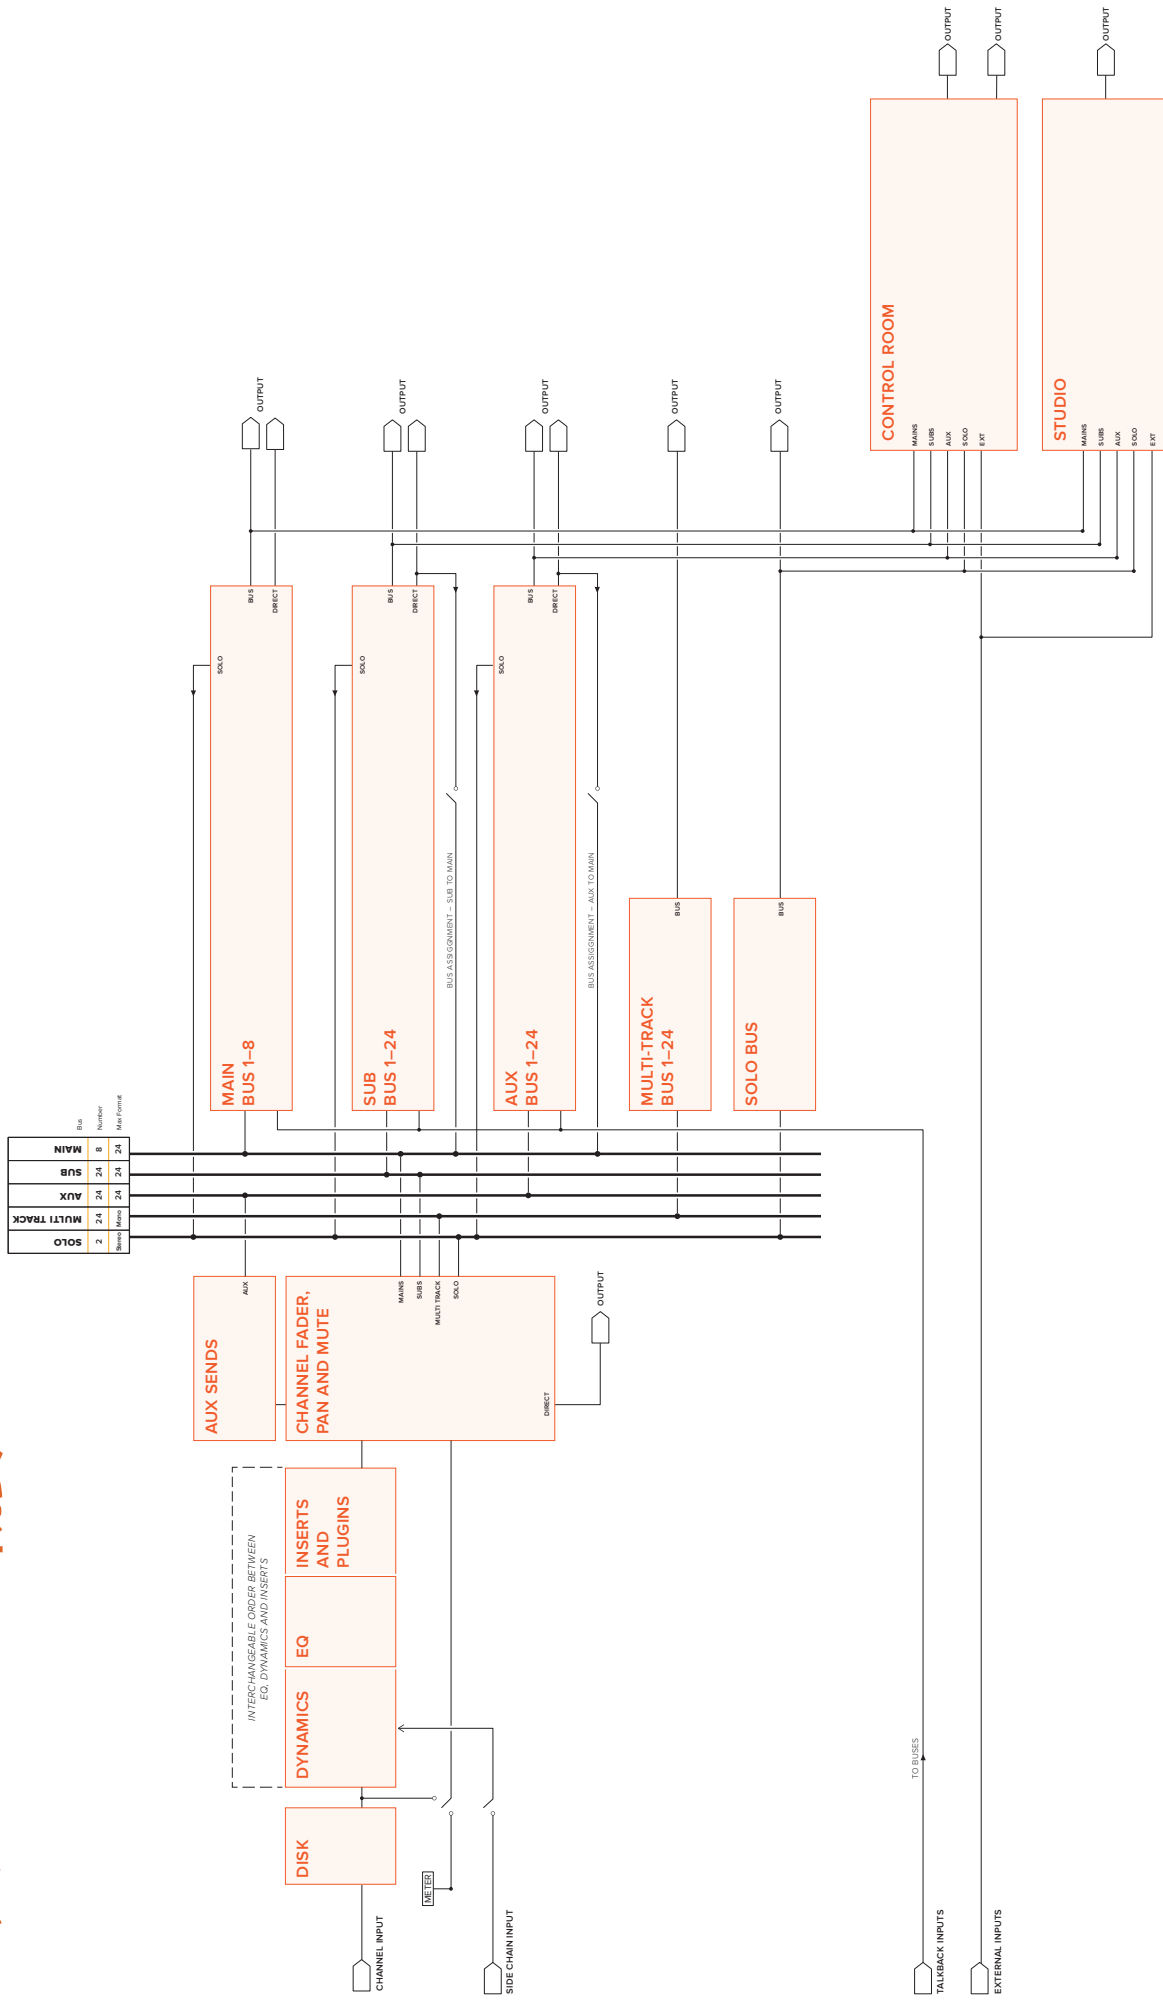 CHANNEL INPUT
SIDE CHAIN INPUT
TALKBACK INPUTS
EXTERNAL INPUTS
METER
DISK
DYNAMICS
EQ
INSERTS
AND
PLUGINS
INTERCHANGEABLE ORDER BETWEEN
EQ, DYNAMICS AND INSERTS
TO BUSES
AUX SENDS
AUX
CHANNEL FADER,
PAN AND MUTE
MAINS
SUBS
MULTI TRACK
SOLO
DIRECT
OUTPUT
MAIN
SUB
AUX
MULTI TRACK
SOLO
Bus
8
24
24
24
2
Number
24
24
24
Mono
Stereo
Max Format
MAIN
BUS 1–8
SOLO
BUS
DIRECT
OUTPUT
SUB
BUS 1–24
SOLO
BUS
DIRECT
OUTPUT
BUS ASSIGGNMENT – SUB TO MAIN
AUX
BUS 1–24
SOLO
BUS
DIRECT
OUTPUT
BUS ASSIGGNMENT – AUX TO MAIN
MULTI-TRACK
BUS 1–24
BUS
OUTPUT
SOLO BUS
BUS
OUTPUT
CONTROL ROOM
MAINS
SUBS
AUX
SOLO
EXT
OUTPUT
OUTPUT
STUDIO
MAINS
SUBS
AUX
SOLO
EXT
OUTPUT